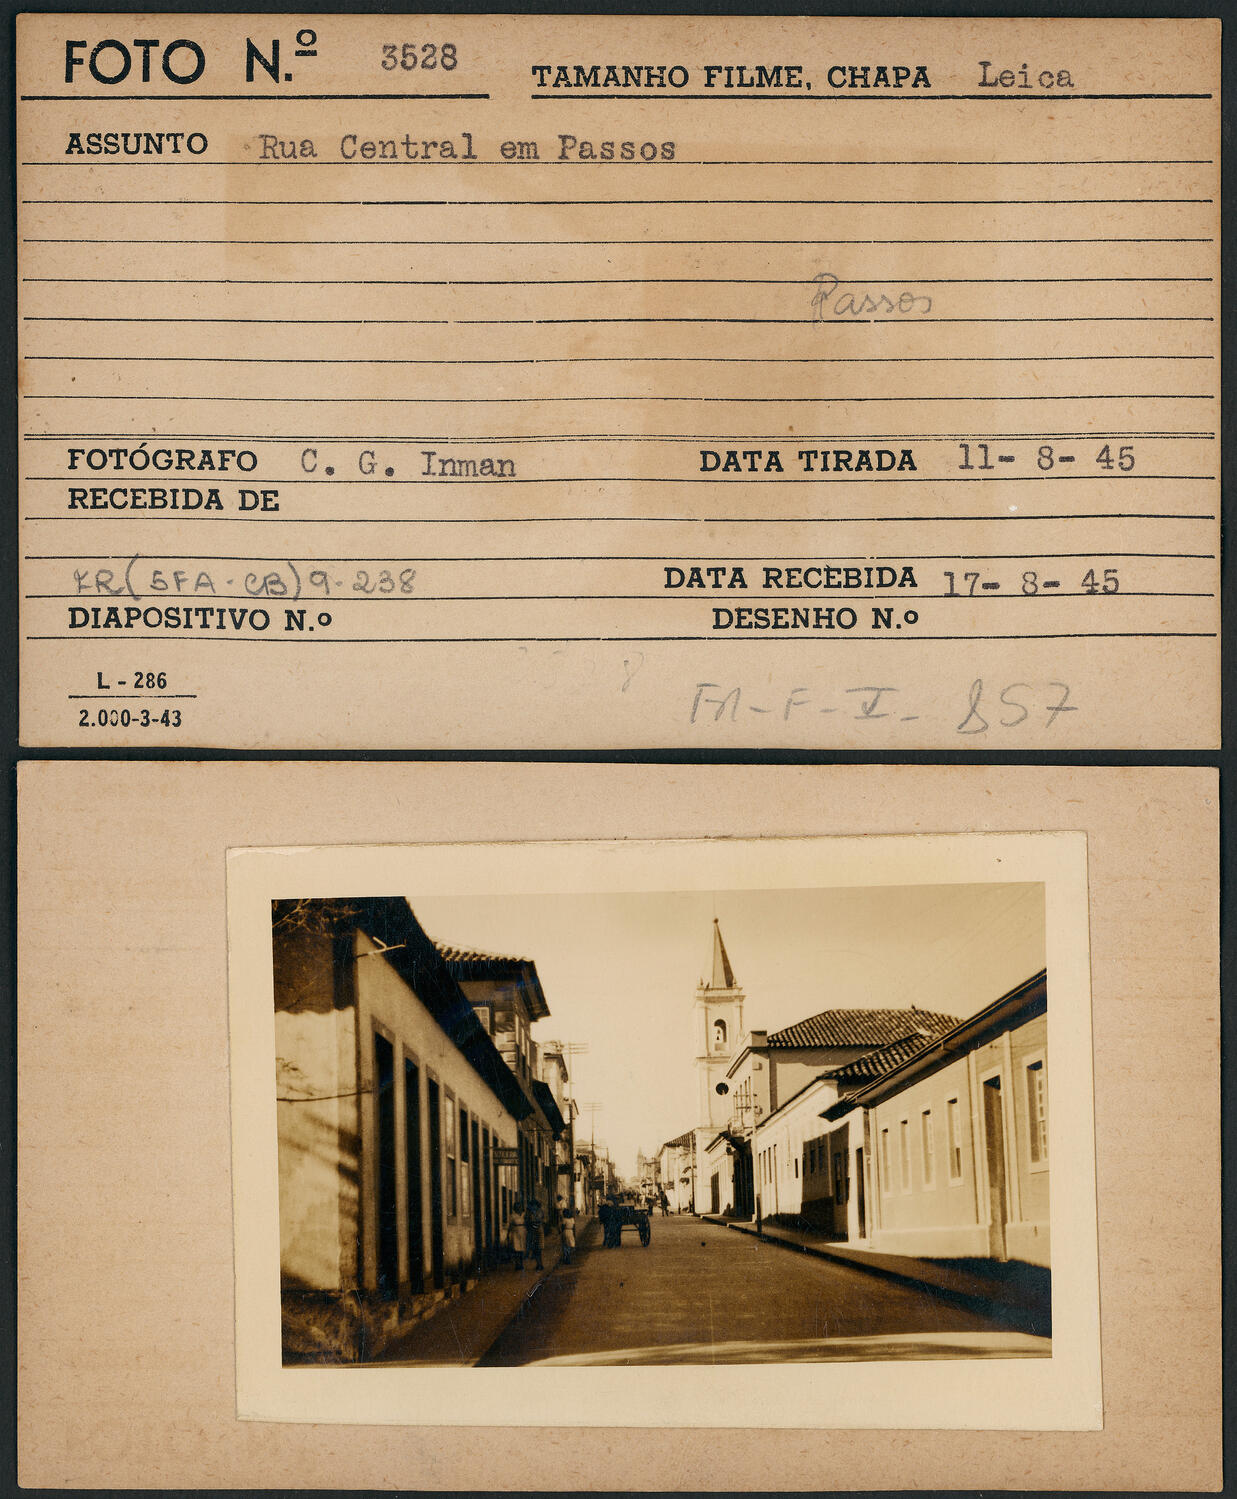 FOTO N.º 3528
TAMANHO FILME, CHAPA Leica
ASSUNTO Rua Central em Passos
Passos
FOTÓGRAFO C. G. Inman
DATA TIRADA 11- 8- 45
RECEBIDA DE
KR(5FA-CB)9-238
DATA RECEBIDA 17- 8- 45
DIAPOSITIVO N.º
DESENHO N.º
L - 286
2.000-3-43
F-V- 857